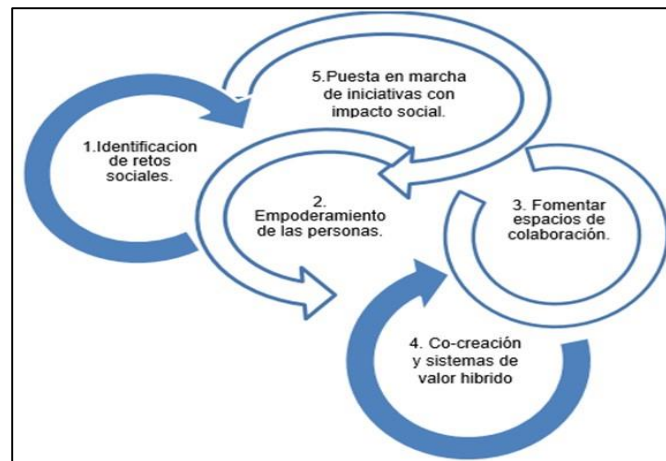 5.Puesta en marcha
de iniciativas con
impacto social.
1.Identificacion
de retos
sociales.
2.
Empoderamiento
de las personas.
3. Fomentar
espacios de
colaboración.
4. Co-creación
y sistemas de
valor hibrido